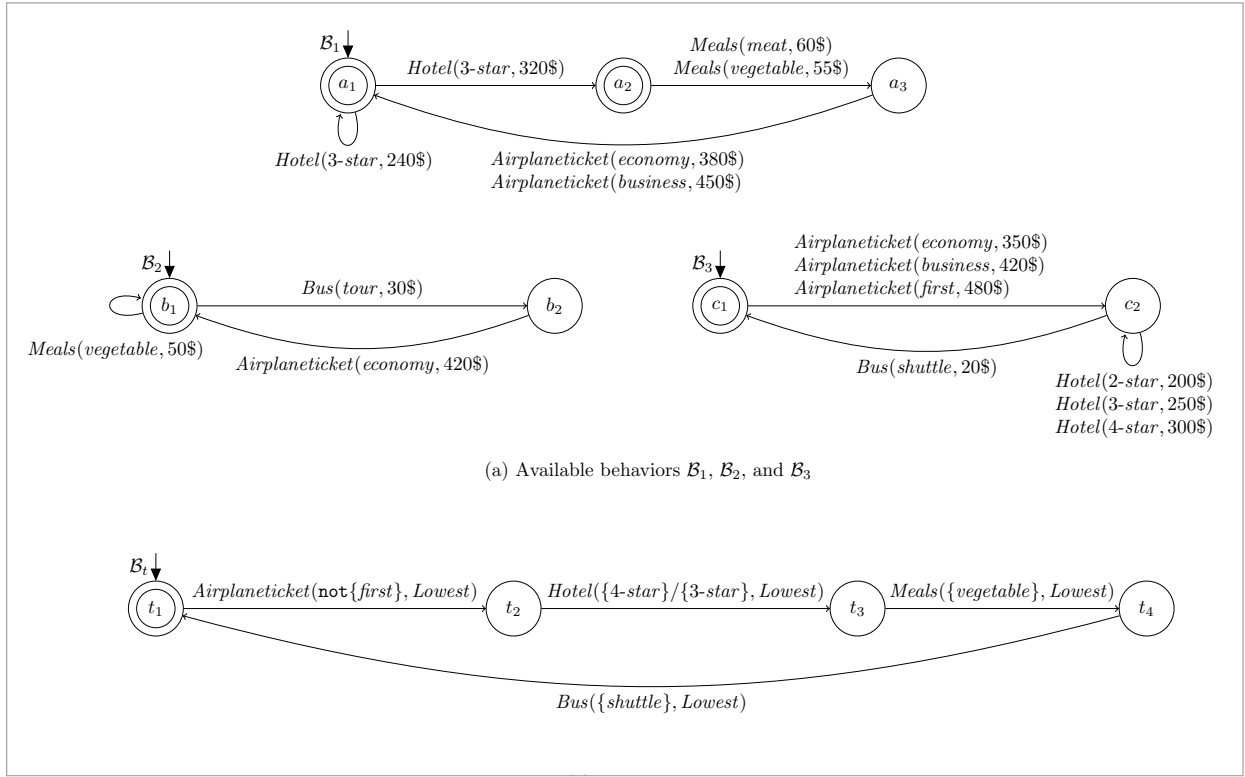 B₁
Hotel(3-star, 320$)
Meals(meat, 60$)
Meals(vegetable, 55$)
a₁
a₂
a₃
Hotel(3-star, 240$)
Airplaneticket(economy, 380$)
Airplaneticket(business, 450$)
B₂
Bus(tour, 30$)
b₁
b₂
Meals(vegetable, 50$)
Airplaneticket(economy, 420$)
B₃
Airplaneticket(economy, 350$)
Airplaneticket(business, 420$)
Airplaneticket(first, 480$)
c₁
c₂
Bus(shuttle, 20$)
Hotel(2-star, 200$)
Hotel(3-star, 250$)
Hotel(4-star, 300$)
(a) Available behaviors B₁, B₂, and B₃
Bₜ
Airplaneticket(not{first}, Lowest)
Hotel({4-star}/{3-star}, Lowest)
Meals({vegetable}, Lowest)
t₁
t₂
t₃
t₄
Bus({shuttle}, Lowest)